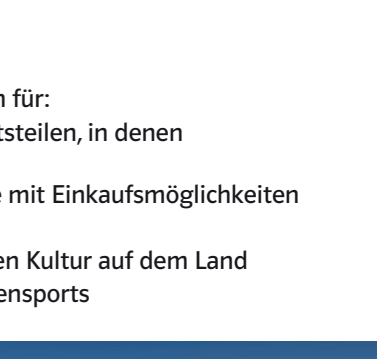 für:
tsteilen, in denen
mit Einkaufsmöglichkeiten
en Kultur auf dem Land
ensports